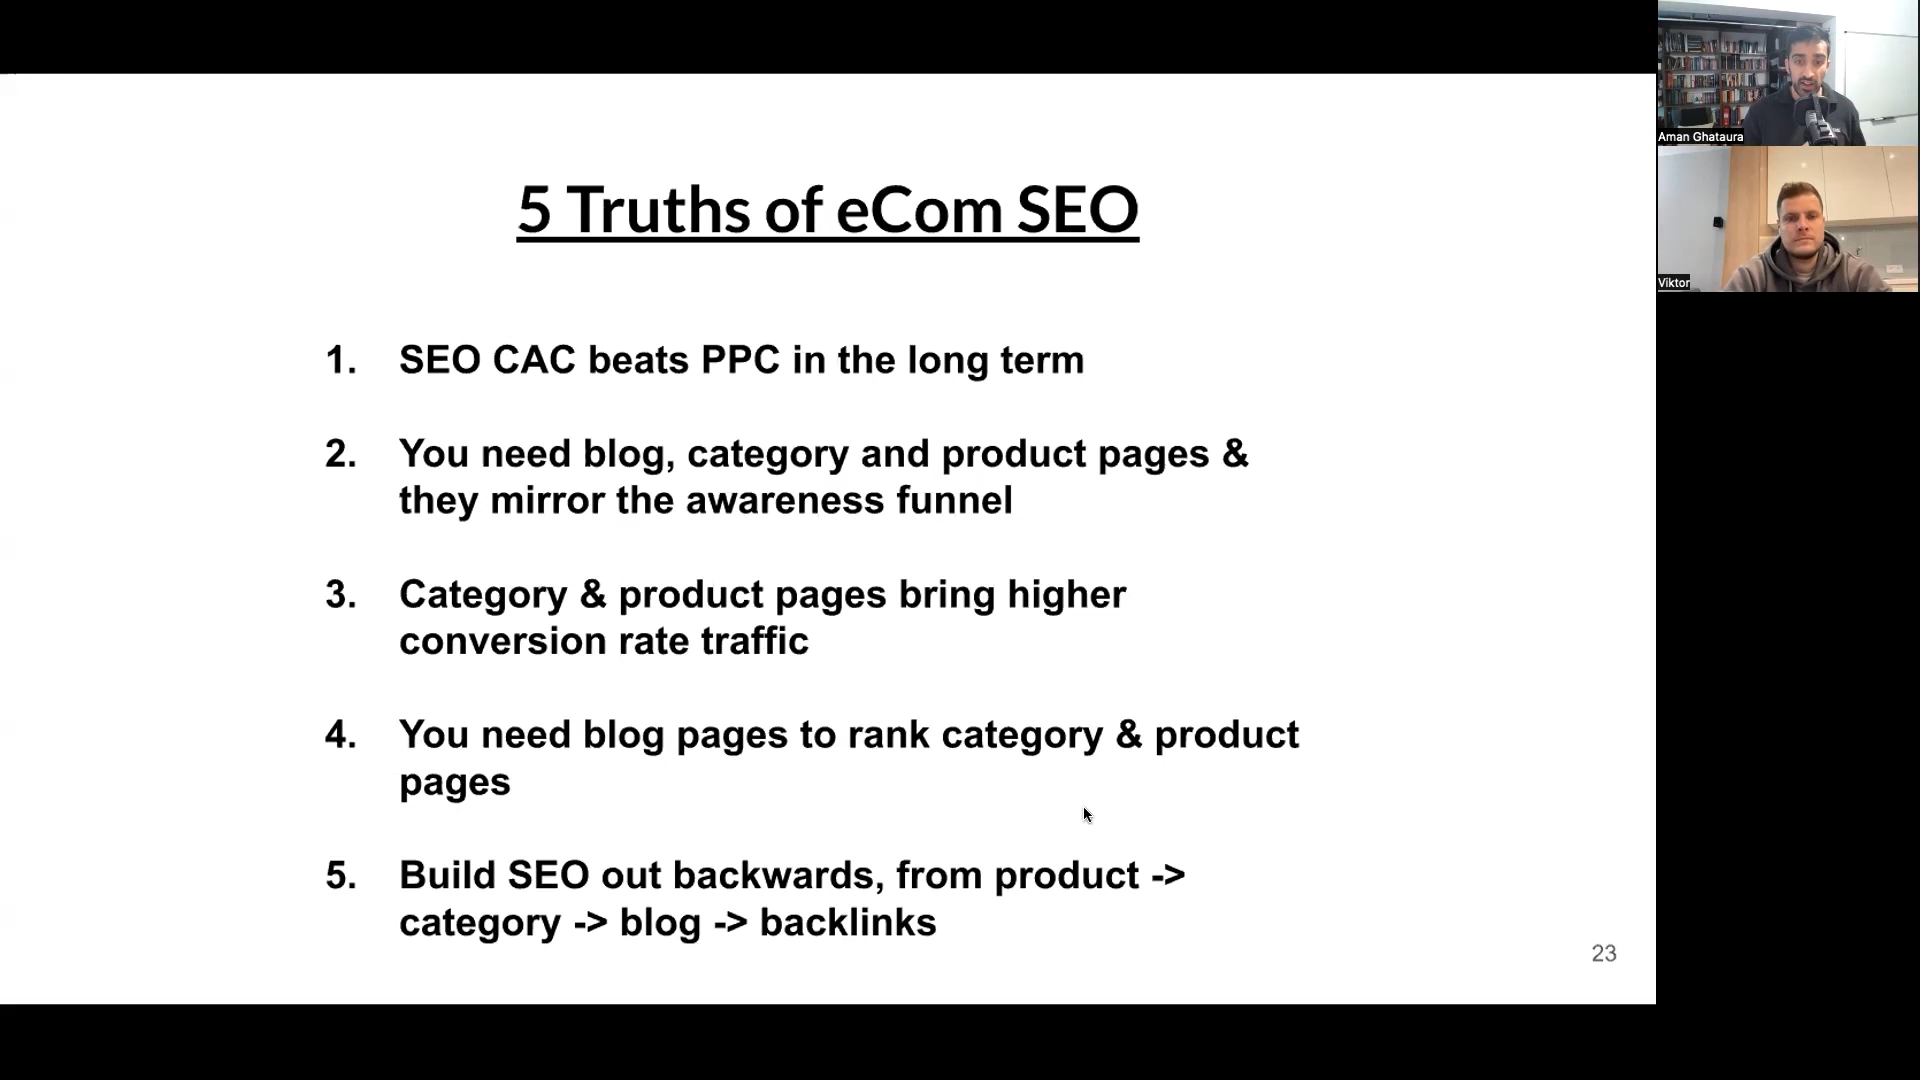 5 Truths of eCom SEO
1. SEO CAC beats PPC in the long term
2. You need blog, category and product pages &
they mirror the awareness funnel
3. Category & product pages bring higher
conversion rate traffic
4. You need blog pages to rank category & product
pages
5. Build SEO out backwards, from product ->
category -> blog -> backlinks
23
Aman Ghataura
Viktor